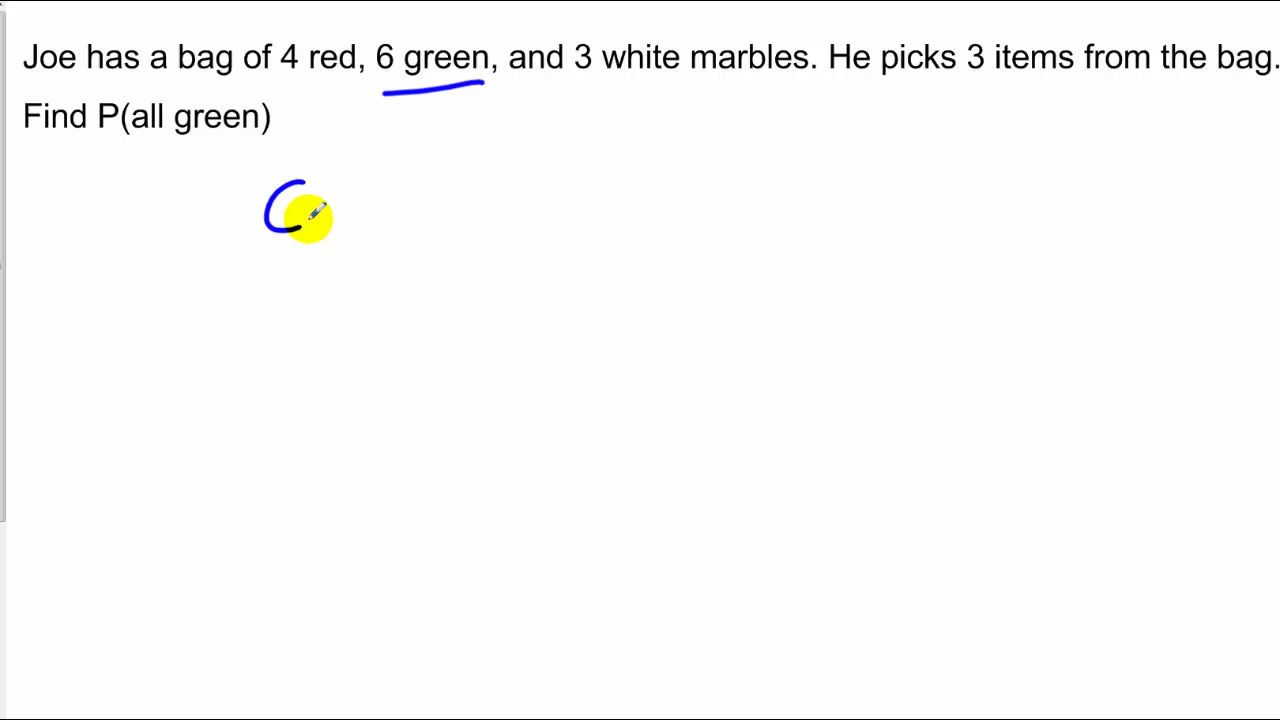 Joe has a bag of 4 red, 6 green, and 3 white marbles. He picks 3 items from the bag.
Find P(all green)